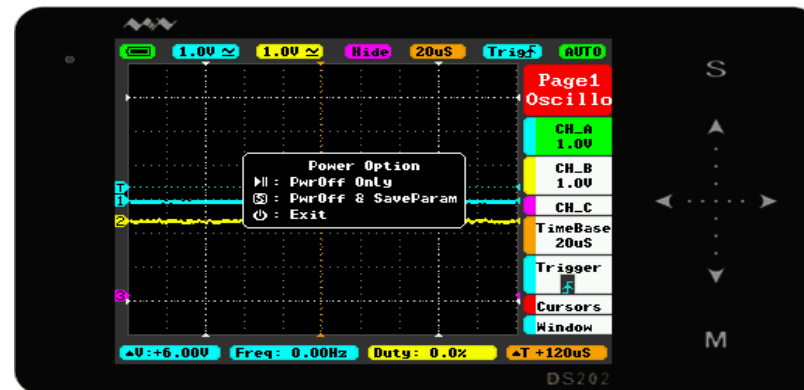 1.0V 1.0V Hide 20uS Trig AUTO
S
Page1
Oscillo
CH_A
1.0V
CH_B
1.0V
CH_C
TimeBase
20uS
Trigger
Cursors
Window
Power Option
: PwrOff Only
S : PwrOff & SaveParam
: Exit
T
1
2
3
M
▲V:+6.00V Freq: 0.00Hz Duty: 0.0% ▲T +120uS
DS202